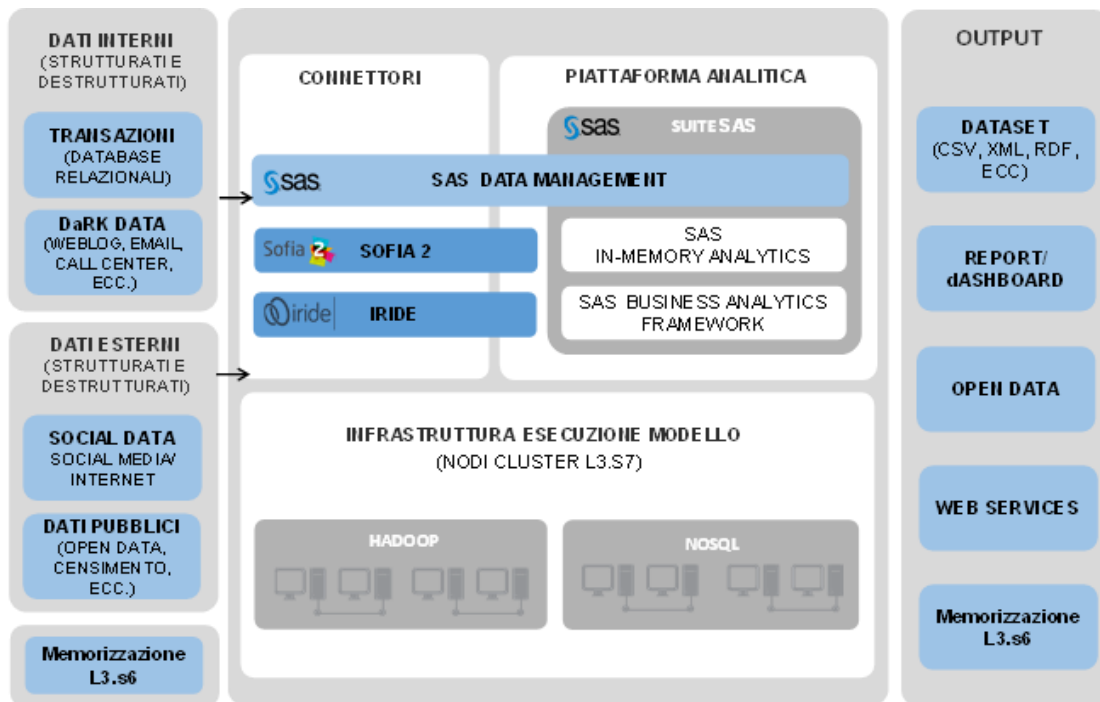 DATI INTERNI
(STRUTTURATI E
DESTRUTTURATI)
TRANSAZIONI
(DATABASE
RELAZIONALI)
DaRK DATA
(WEBLOG, EMAIL,
CALL CENTER,
ECC.)
DATI ESTERNI
(STRUTTURATI E
DESTRUTTURATI)
SOCIAL DATA
SOCIAL MEDIA/
INTERNET
DATI PUBBLICI
(OPEN DATA,
CENSIMENTO,
ECC.)
Memorizzazione
L3.s6
CONNETTORI
PIATTAFORMA ANALITICA
sas SUITE SAS
sas SAS DATA MANAGEMENT
Sofia2 SOFIA 2
iride IRIDE
SAS
IN-MEMORY ANALYTICS
SAS BUSINESS ANALYTICS
FRAMEWORK
INFRASTRUTTURA ESECUZIONE MODELLO
(NODI CLUSTER L3.S7)
HADOOP
NOSQL
OUTPUT
DATASET
(CSV, XML, RDF,
ECC)
REPORT/
dASHBOARD
OPEN DATA
WEB SERVICES
Memorizzazione
L3.s6